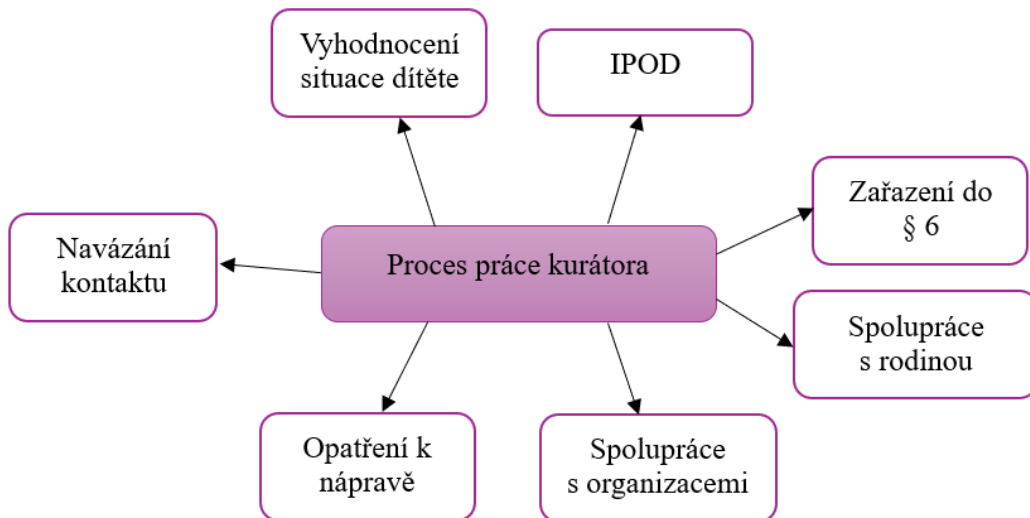 Vyhodnocení
situace dítěte
IPOD
Zařazení do
§ 6
Navázání
kontaktu
Proces práce kurátora
Spolupráce
s rodinou
Opatření k
nápravě
Spolupráce
s organizacemi